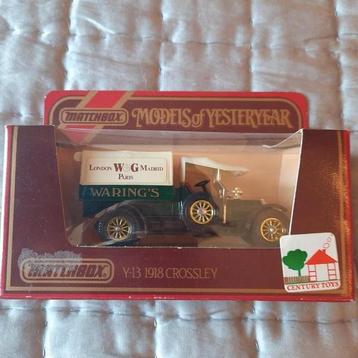 MATCHBOX
MODELS of YESTERYEAR
LONDON W G MADRID
PARIS
WARING'S
MATCHBOX
Y-13 1918 CROSSLEY
CENTURY TOYS